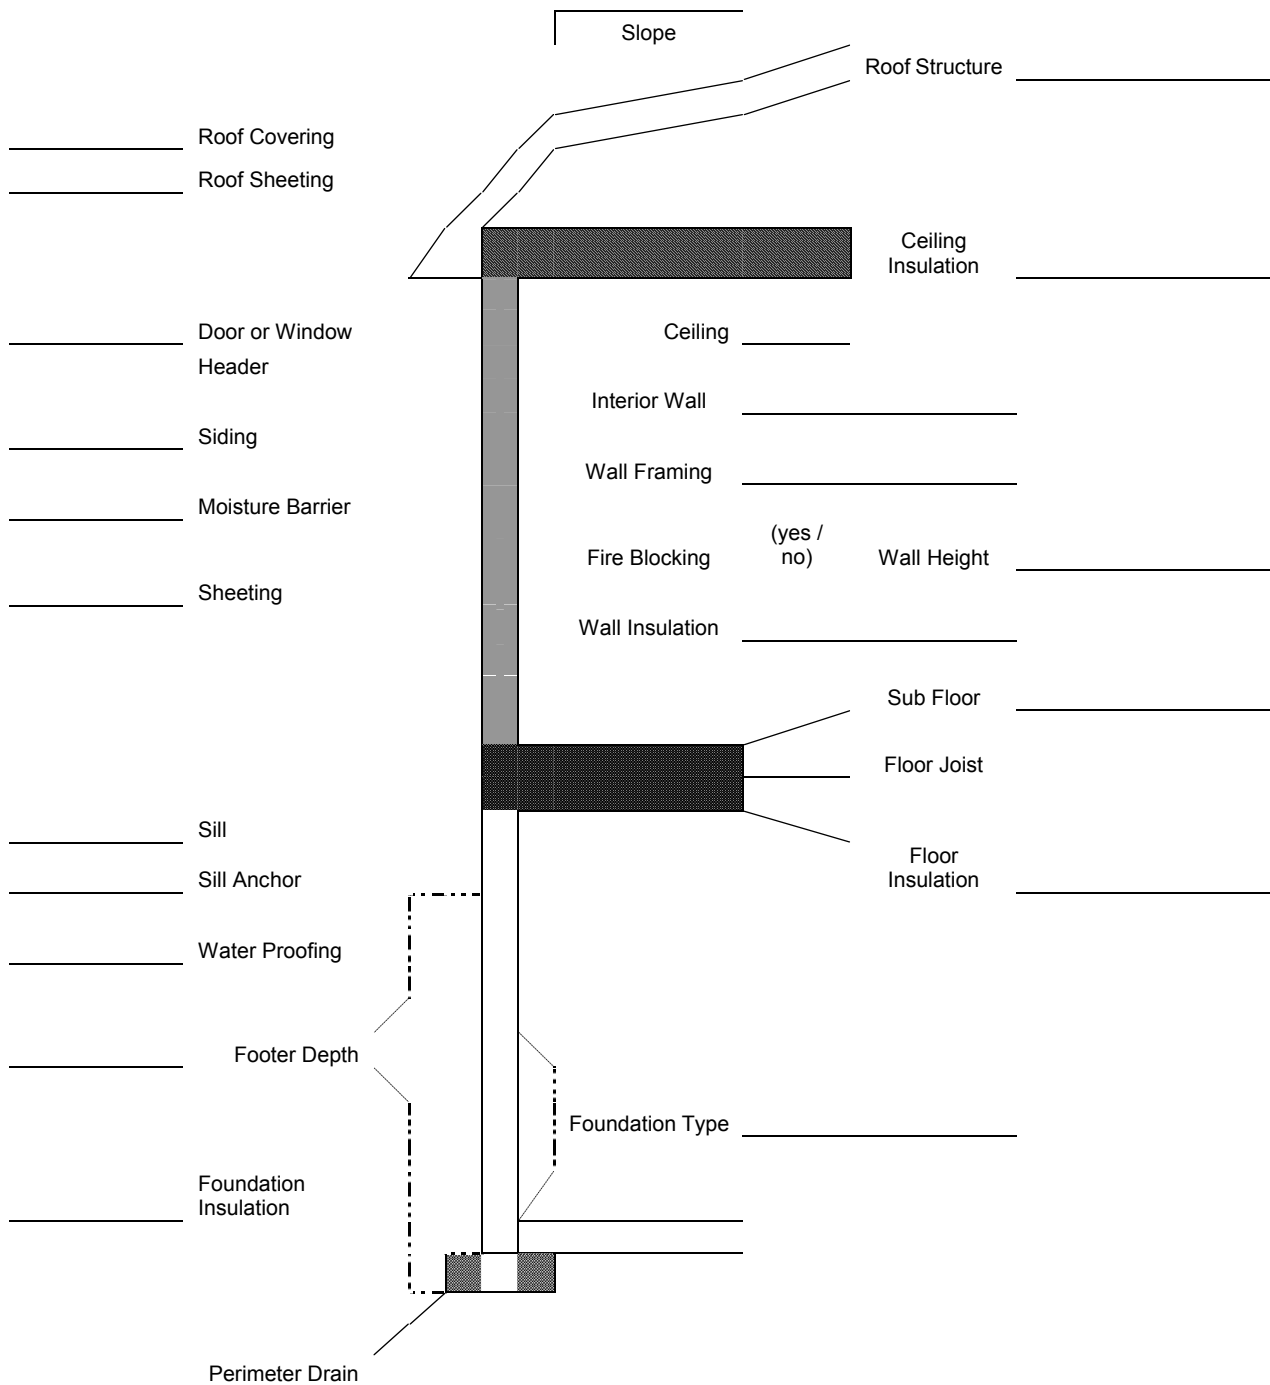 Slope
Roof Structure
Roof Covering
Roof Sheeting
Ceiling
Insulation
Door or Window
Header
Ceiling
Interior Wall
Siding
Wall Framing
Moisture Barrier
(yes /
no)
Fire Blocking
Wall Height
Sheeting
Wall Insulation
Sub Floor
Floor Joist
Sill
Floor
Insulation
Sill Anchor
Water Proofing
Footer Depth
Foundation Type
Foundation
Insulation
Perimeter Drain